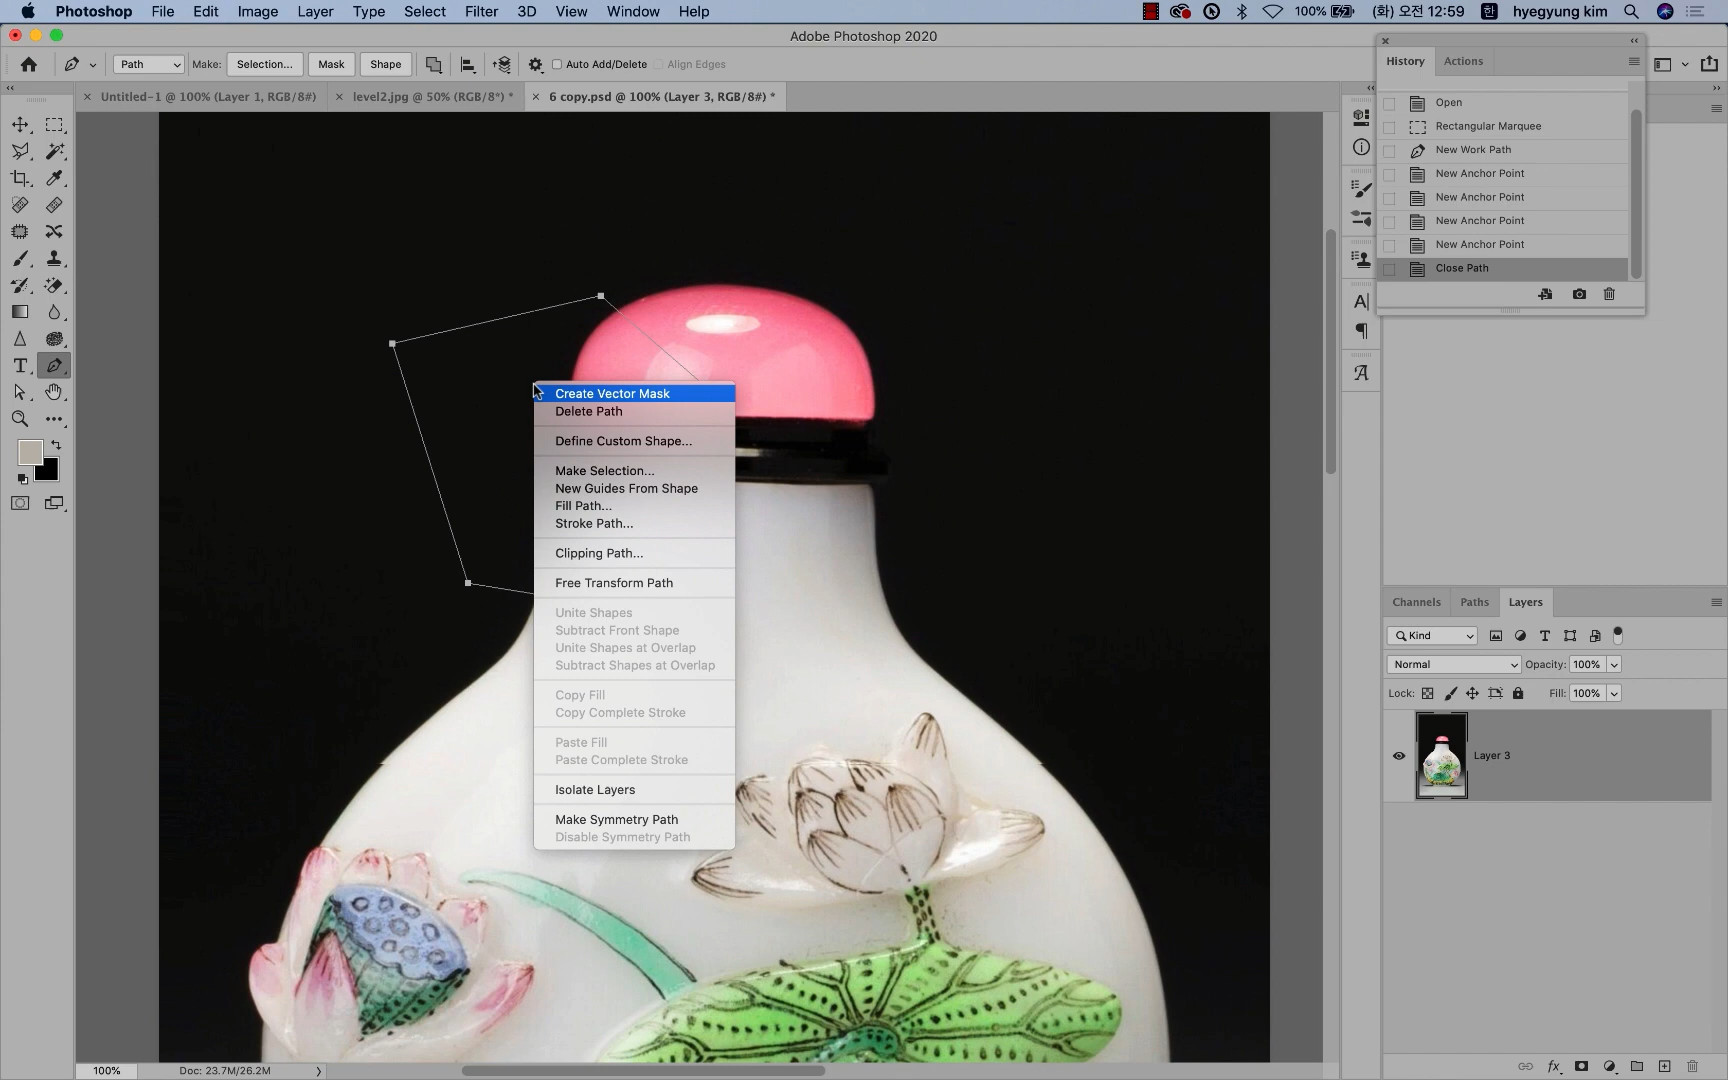 Photoshop File Edit Image Layer Type Select Filter 3D View Window Help 100% (화) 오전 12:59 한 hyegyung kim
Adobe Photoshop 2020
Path Make: Selection... Mask Shape Auto Add/Delete Align Edges
Untitled-1 @ 100% (Layer 1, RGB/8#) level2.jpg @ 50% (RGB/8*) * 6 copy.psd @ 100% (Layer 3, RGB/8#) *
History Actions
Open
Rectangular Marquee
New Work Path
New Anchor Point
New Anchor Point
New Anchor Point
New Anchor Point
Close Path
Create Vector Mask
Delete Path
Define Custom Shape...
Make Selection...
New Guides From Shape
Fill Path...
Stroke Path...
Clipping Path...
Free Transform Path
Unite Shapes
Subtract Front Shape
Unite Shapes at Overlap
Subtract Shapes at Overlap
Copy Fill
Copy Complete Stroke
Paste Fill
Paste Complete Stroke
Isolate Layers
Make Symmetry Path
Disable Symmetry Path
Channels Paths Layers
Kind
Normal Opacity: 100%
Lock: Fill: 100%
Layer 3
100% Doc: 23.7M/26.2M